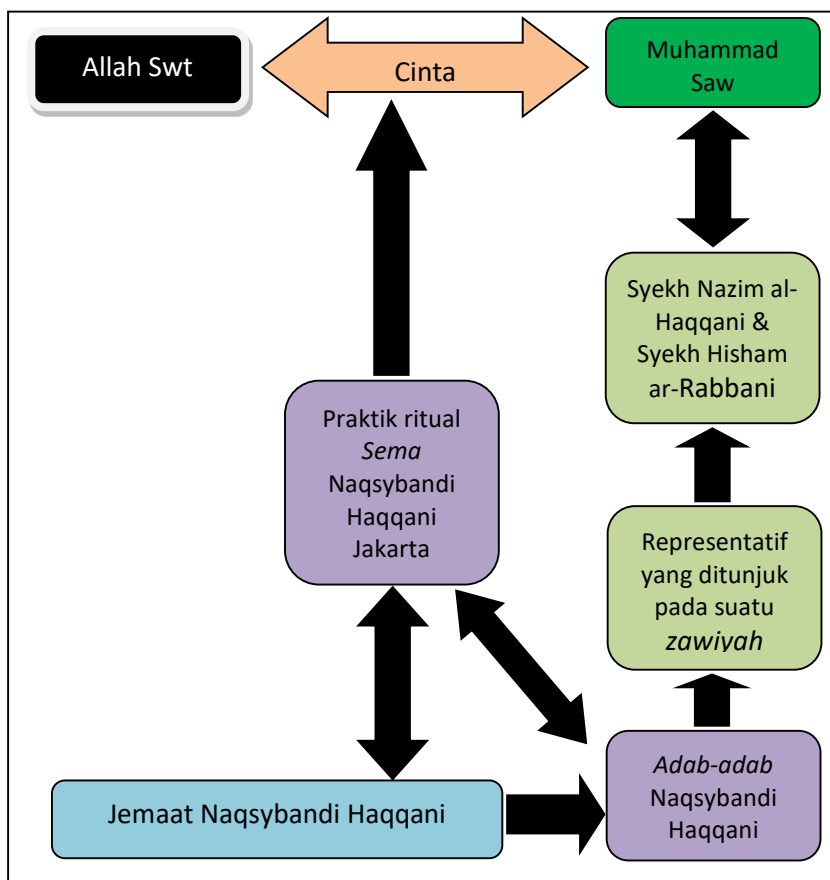 Allah Swt
Cinta
Muhammad
Saw
Syekh Nazim al-
Haqqani &
Syekh Hisham
ar-Rabbani
Praktik ritual
Sema
Naqsybandi
Haqqani
Jakarta
Representatif
yang ditunjuk
pada suatu
zawiyah
Jemaat Naqsybandi Haqqani
Adab-adab
Naqsybandi
Haqqani